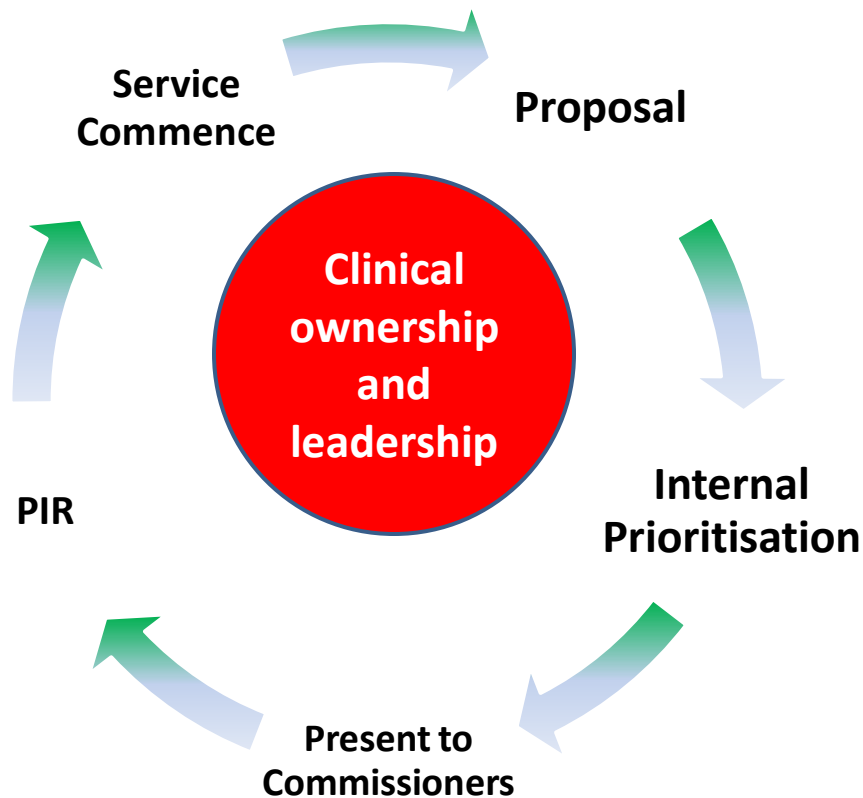 Service
Commence
Proposal
Clinical
ownership
and
leadership
Internal
Prioritisation
PIR
Present to
Commissioners